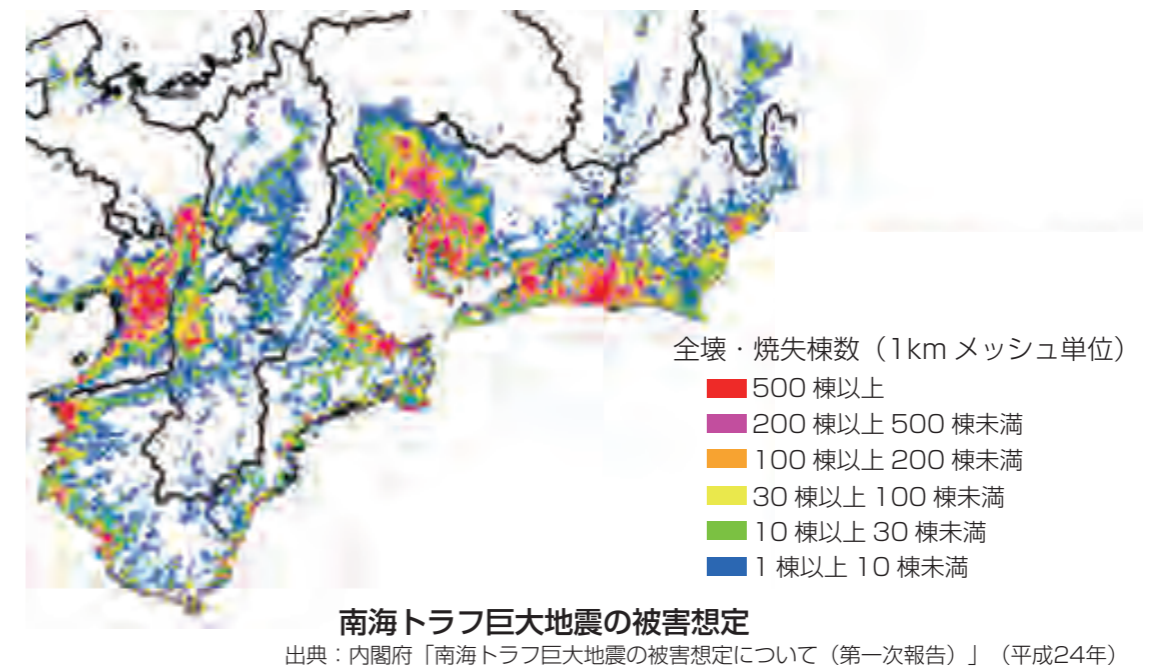 全壊・焼失棟数（1km メッシュ単位）
500 棟以上
200 棟以上 500 棟未満
100 棟以上 200 棟未満
30 棟以上 100 棟未満
10 棟以上 30 棟未満
1 棟以上 10 棟未満
南海トラフ巨大地震の被害想定
出典：内閣府「南海トラフ巨大地震の被害想定について（第一次報告）」（平成24年）